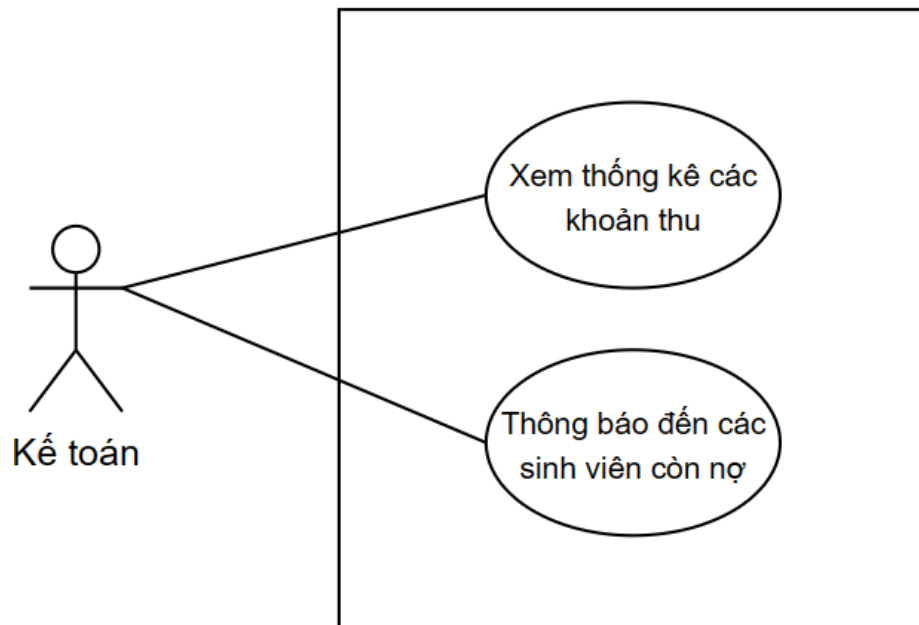 Xem thống kê các
khoản thu
Thông báo đến các
sinh viên còn nợ
Kế toán